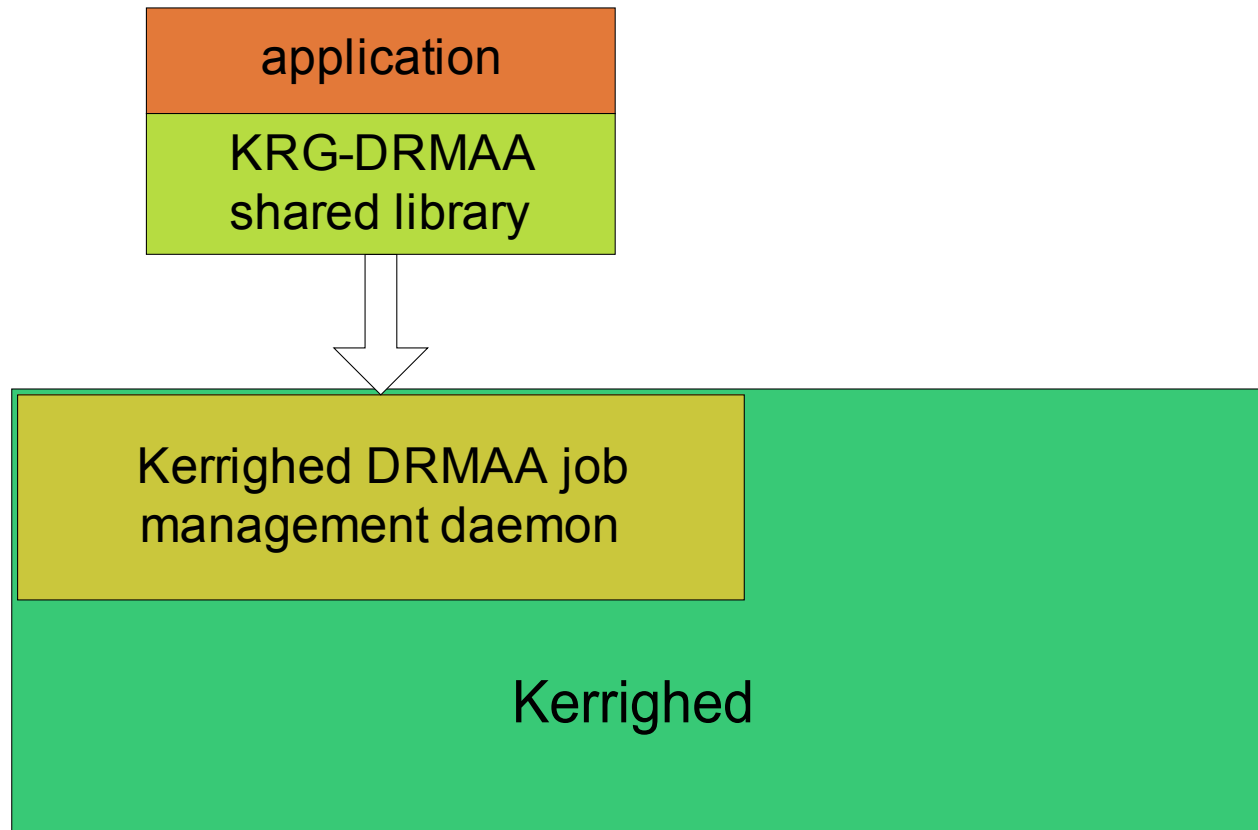 application
KRG-DRMAA
shared library
Kerrighed DRMAA job
management daemon
Kerrighed